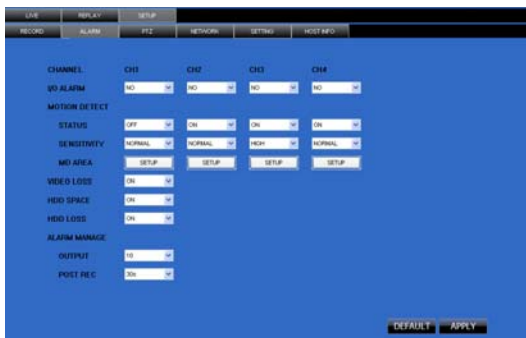 LIVE REPLAY SETUP
RECORD ALARM PTZ NETWORK SETTING HOST INFO
CHANNEL CH1 CH2 CH3 CH4
I/O ALARM NO NO NO NO
MOTION DETECT
STATUS OFF ON ON ON
SENSITIVITY NORMAL NORMAL HIGH NORMAL
MD AREA SETUP SETUP SETUP SETUP
VIDEO LOSS ON
HDD SPACE ON
HDD LOSS ON
ALARM MANAGE
OUTPUT 10
POST REC 30s
DEFAULT APPLY